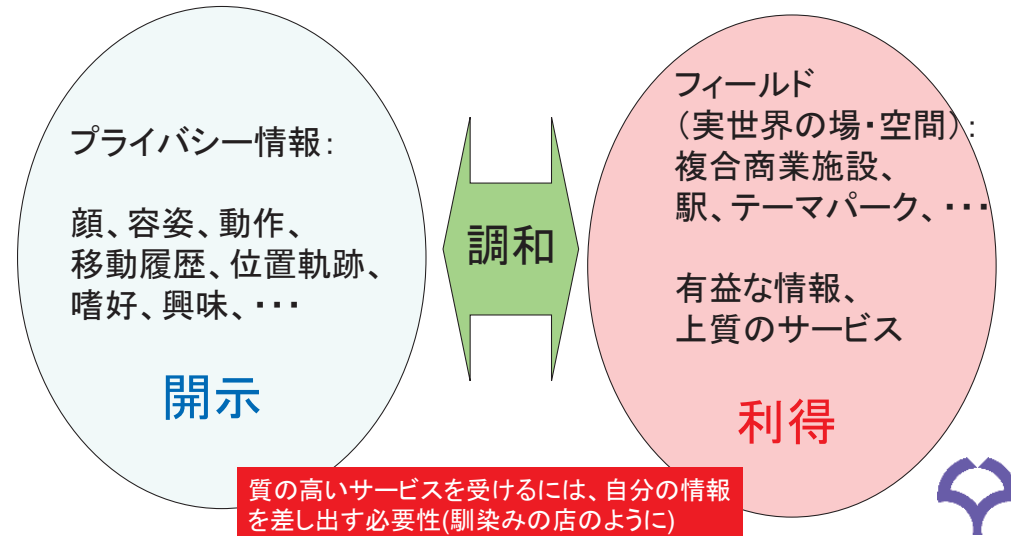 プライバシー情報:
顔、容姿、動作、
移動履歴、位置軌跡、
嗜好、興味、・・・
開示
調和
フィールド
(実世界の場・空間):
複合商業施設、
駅、テーマパーク、・・・
有益な情報、
上質のサービス
利得
質の高いサービスを受けるには、自分の情報
を差し出す必要性(馴染みの店のように)